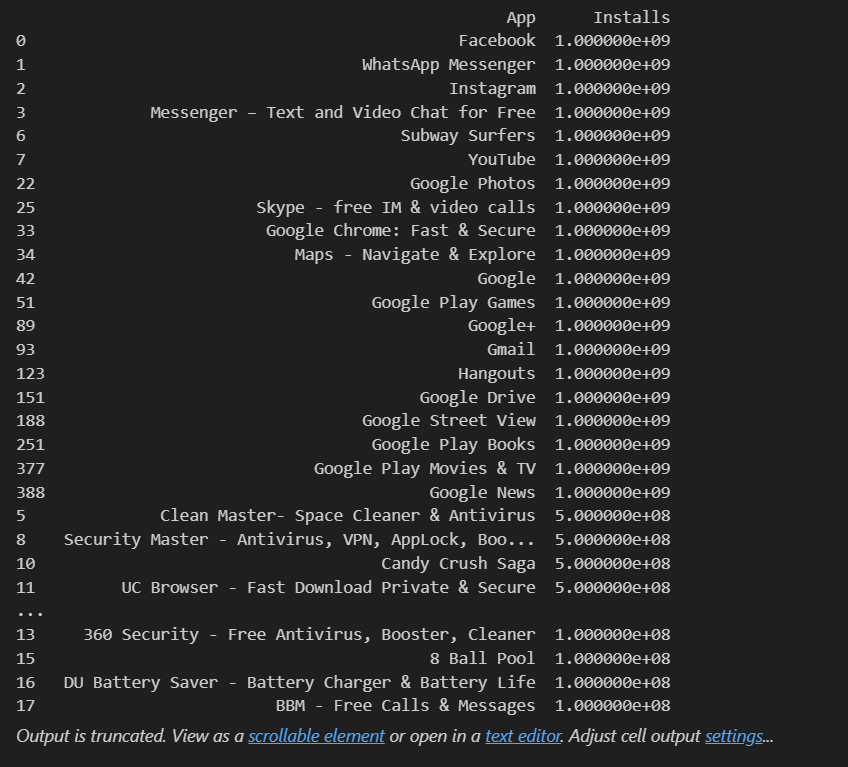 App Installs
0 Facebook 1.000000e+09
1 WhatsApp Messenger 1.000000e+09
2 Instagram 1.000000e+09
3 Messenger – Text and Video Chat for Free 1.000000e+09
6 Subway Surfers 1.000000e+09
7 YouTube 1.000000e+09
22 Google Photos 1.000000e+09
25 Skype - free IM & video calls 1.000000e+09
33 Google Chrome: Fast & Secure 1.000000e+09
34 Maps - Navigate & Explore 1.000000e+09
42 Google 1.000000e+09
51 Google Play Games 1.000000e+09
89 Google+ 1.000000e+09
93 Gmail 1.000000e+09
123 Hangouts 1.000000e+09
151 Google Drive 1.000000e+09
188 Google Street View 1.000000e+09
251 Google Play Books 1.000000e+09
377 Google Play Movies & TV 1.000000e+09
388 Google News 1.000000e+09
5 Clean Master- Space Cleaner & Antivirus 5.000000e+08
8 Security Master - Antivirus, VPN, AppLock, Boo... 5.000000e+08
10 Candy Crush Saga 5.000000e+08
11 UC Browser - Fast Download Private & Secure 5.000000e+08
...
13 360 Security - Free Antivirus, Booster, Cleaner 1.000000e+08
15 8 Ball Pool 1.000000e+08
16 DU Battery Saver - Battery Charger & Battery Life 1.000000e+08
17 BBM - Free Calls & Messages 1.000000e+08
Output is truncated. View as a scrollable element or open in a text editor. Adjust cell output settings...